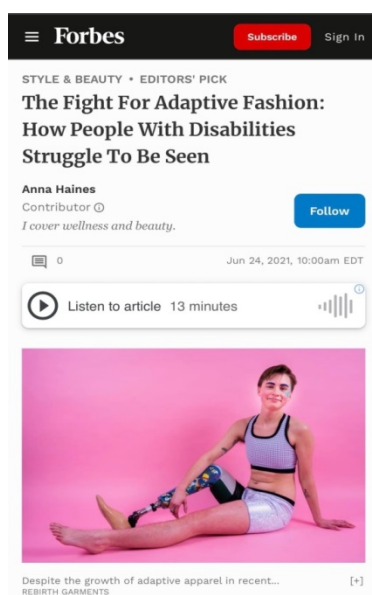 Forbes
Subscribe
Sign In
STYLE & BEAUTY • EDITORS' PICK
The Fight For Adaptive Fashion:
How People With Disabilities
Struggle To Be Seen
Anna Haines
Contributor
I cover wellness and beauty.
Follow
0
Jun 24, 2021, 10:00am EDT
Listen to article 13 minutes
Despite the growth of adaptive apparel in recent...
[+]
REBIRTH GARMENTS